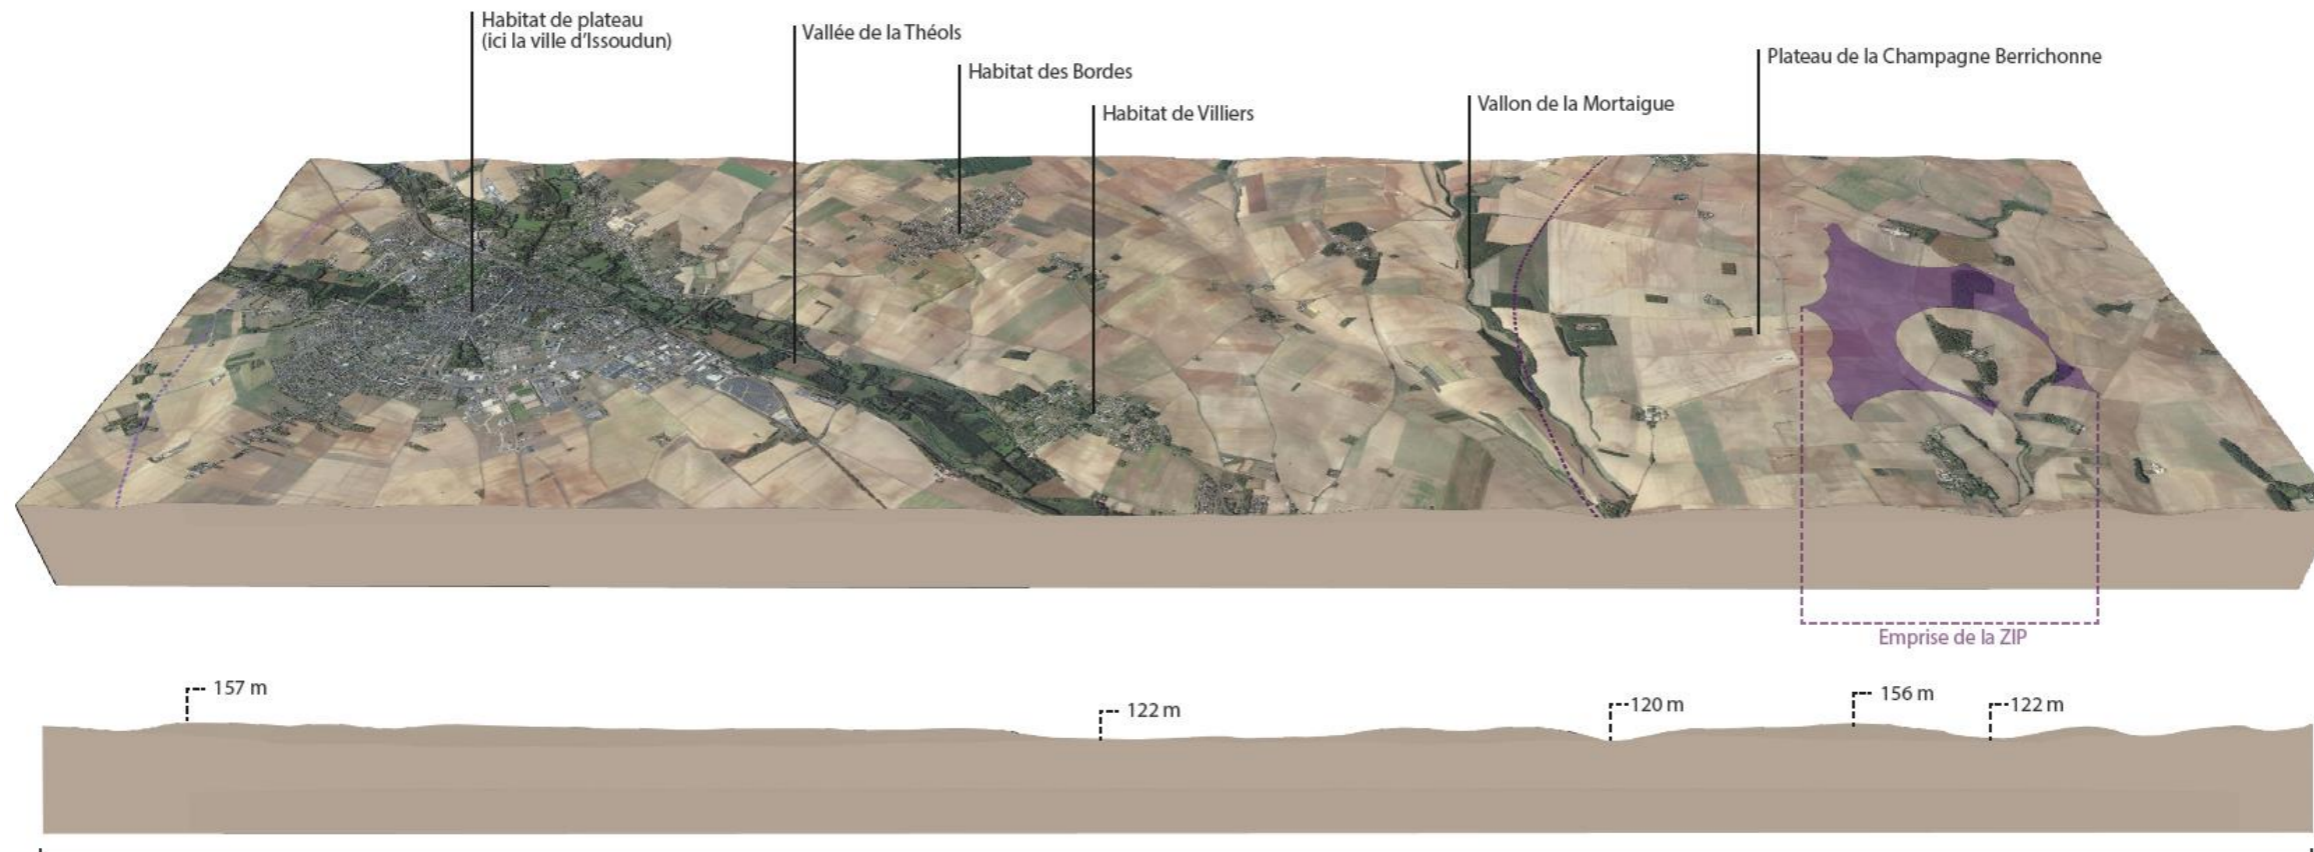 Habitat de plateau
(ici la ville d'Issoudun)
Vallée de la Théols
Habitat des Bordes
Habitat de Villiers
Vallon de la Mortaigue
Plateau de la Champagne Berrichonne
Emprise de la ZIP
157 m
122 m
120 m
156 m
122 m